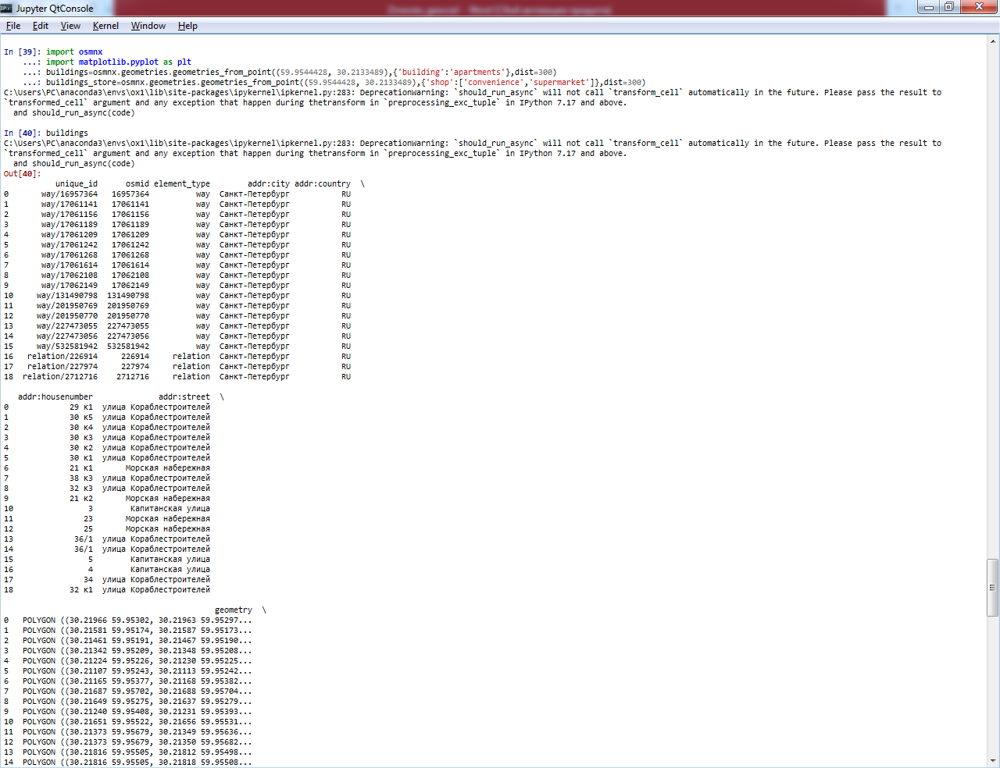 IP: Jupyter QtConsole
File Edit View Kernel Window Help
In [39]: import osmnx
...: import matplotlib.pyplot as plt
...: buildings=osmnx.geometries.geometries_from_point((59.9544428, 30.2133489),{'building':'apartments'},dist=300)
...: buildings_store=osmnx.geometries.geometries_from_point((59.9544428, 30.2133489),{'shop':['convenience','supermarket']},dist=300)
C:\Users\PC\anaconda3\envs\ox1\lib\site-packages\ipykernel\ipkernel.py:283: DeprecationWarning: `should_run_async` will not call `transform_cell` automatically in the future. Please pass the result to
`transformed_cell` argument and any exception that happen during thetransform in `preprocessing_exc_tuple` in IPython 7.17 and above.
and should_run_async(code)
In [40]: buildings
C:\Users\PC\anaconda3\envs\ox1\lib\site-packages\ipykernel\ipkernel.py:283: DeprecationWarning: `should_run_async` will not call `transform_cell` automatically in the future. Please pass the result to
`transformed_cell` argument and any exception that happen during thetransform in `preprocessing_exc_tuple` in IPython 7.17 and above.
and should_run_async(code)
Out[40]:
unique_id osmid element_type addr:city addr:country \
0 way/16957364 16957364 way Санкт-Петербург RU
1 way/17061141 17061141 way Санкт-Петербург RU
2 way/17061156 17061156 way Санкт-Петербург RU
3 way/17061189 17061189 way Санкт-Петербург RU
4 way/17061209 17061209 way Санкт-Петербург RU
5 way/17061242 17061242 way Санкт-Петербург RU
6 way/17061268 17061268 way Санкт-Петербург RU
7 way/17061614 17061614 way Санкт-Петербург RU
8 way/17062108 17062108 way Санкт-Петербург RU
9 way/17062149 17062149 way Санкт-Петербург RU
10 way/131490798 131490798 way Санкт-Петербург RU
11 way/201950769 201950769 way Санкт-Петербург RU
12 way/201950770 201950770 way Санкт-Петербург RU
13 way/227473055 227473055 way Санкт-Петербург RU
14 way/227473056 227473056 way Санкт-Петербург RU
15 way/532581942 532581942 way Санкт-Петербург RU
16 relation/226914 226914 relation Санкт-Петербург RU
17 relation/227974 227974 relation Санкт-Петербург RU
18 relation/2712716 2712716 relation Санкт-Петербург RU
addr:housenumber addr:street \
0 29 к1 улица Кораблестроителей
1 30 к5 улица Кораблестроителей
2 30 к4 улица Кораблестроителей
3 30 к3 улица Кораблестроителей
4 30 к2 улица Кораблестроителей
5 30 к1 улица Кораблестроителей
6 21 к1 Морская набережная
7 38 к3 улица Кораблестроителей
8 32 к3 улица Кораблестроителей
9 21 к2 Морская набережная
10 3 Капитанская улица
11 23 Морская набережная
12 25 Морская набережная
13 36/1 улица Кораблестроителей
14 36/1 улица Кораблестроителей
15 5 Капитанская улица
16 4 Капитанская улица
17 34 улица Кораблестроителей
18 32 к1 улица Кораблестроителей
geometry \
0 POLYGON ((30.21966 59.95302, 30.21963 59.95297...
1 POLYGON ((30.21581 59.95174, 30.21587 59.95173...
2 POLYGON ((30.21461 59.95191, 30.21467 59.95190...
3 POLYGON ((30.21342 59.95209, 30.21348 59.95208...
4 POLYGON ((30.21224 59.95226, 30.21230 59.95225...
5 POLYGON ((30.21107 59.95243, 30.21113 59.95242...
6 POLYGON ((30.21165 59.95377, 30.21168 59.95382...
7 POLYGON ((30.21687 59.95702, 30.21688 59.95704...
8 POLYGON ((30.21649 59.95275, 30.21637 59.95279...
9 POLYGON ((30.21240 59.95408, 30.21231 59.95393...
10 POLYGON ((30.21651 59.95522, 30.21656 59.95531...
11 POLYGON ((30.21373 59.95679, 30.21349 59.95636...
12 POLYGON ((30.21373 59.95679, 30.21350 59.95682...
13 POLYGON ((30.21816 59.95505, 30.21812 59.95498...
14 POLYGON ((30.21816 59.95505, 30.21818 59.95508...